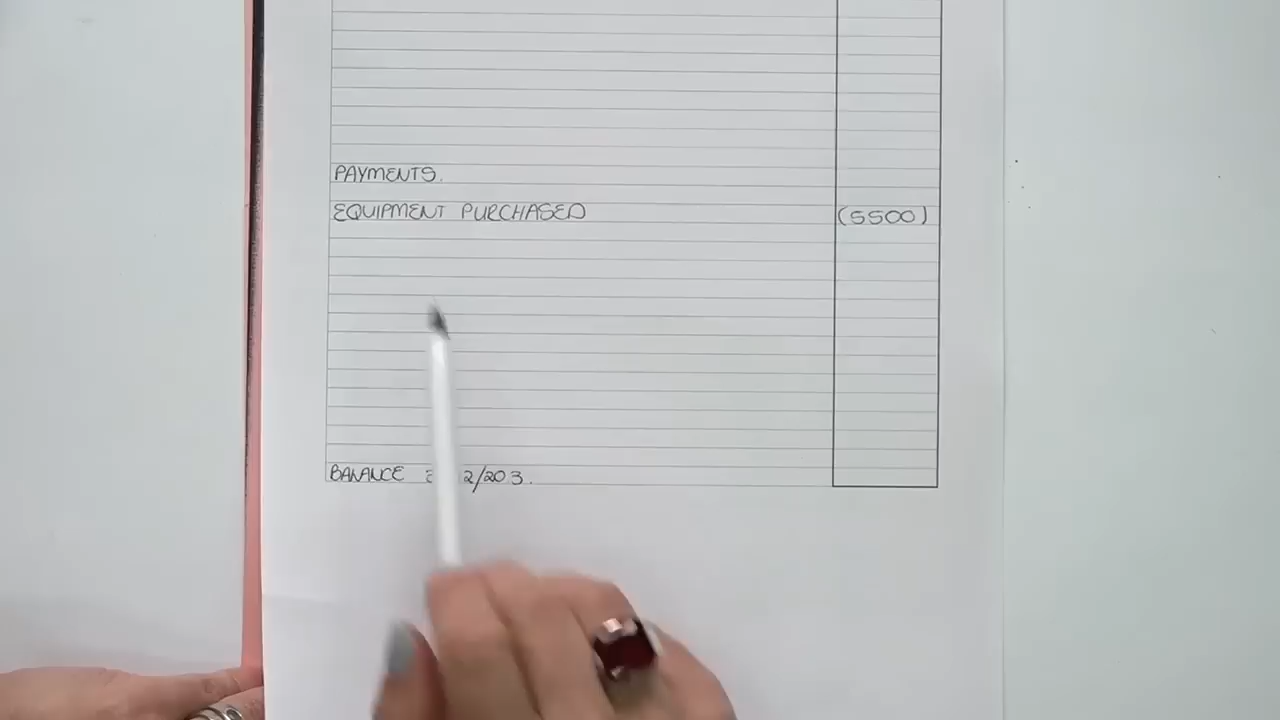 PAYMENTS.
EQUIPMENT PURCHASED (5500)
BALANCE 2/203.